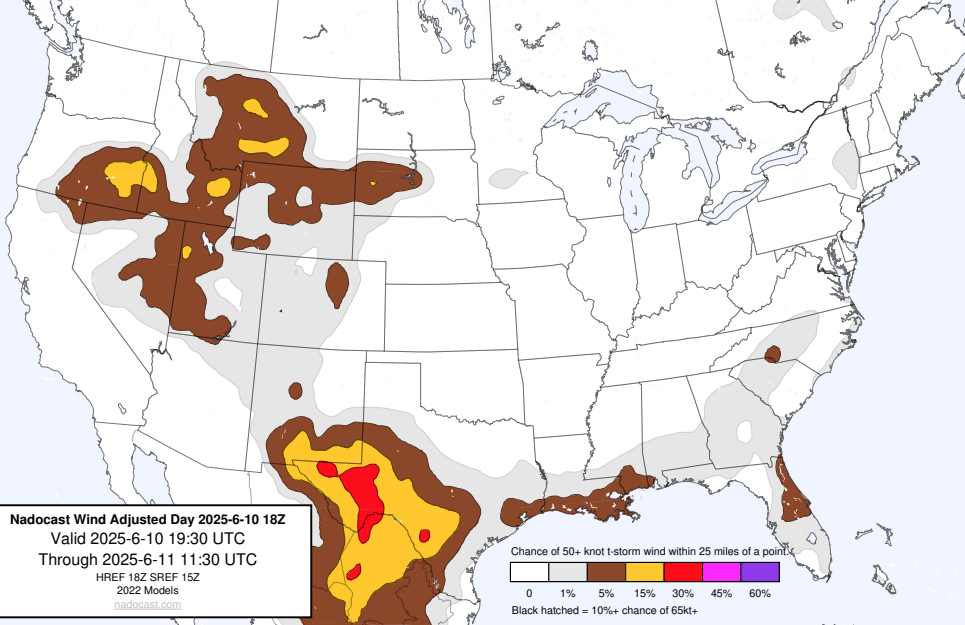 Nadocast Wind Adjusted Day 2025-6-10 18Z
Valid 2025-6-10 19:30 UTC
Through 2025-6-11 11:30 UTC
HREF 18Z SREF 15Z
2022 Models
nadocast.com
Chance of 50+ knot t-storm wind within 25 miles of a point.
0 1% 5% 15% 30% 45% 60%
Black hatched = 10%+ chance of 65kt+